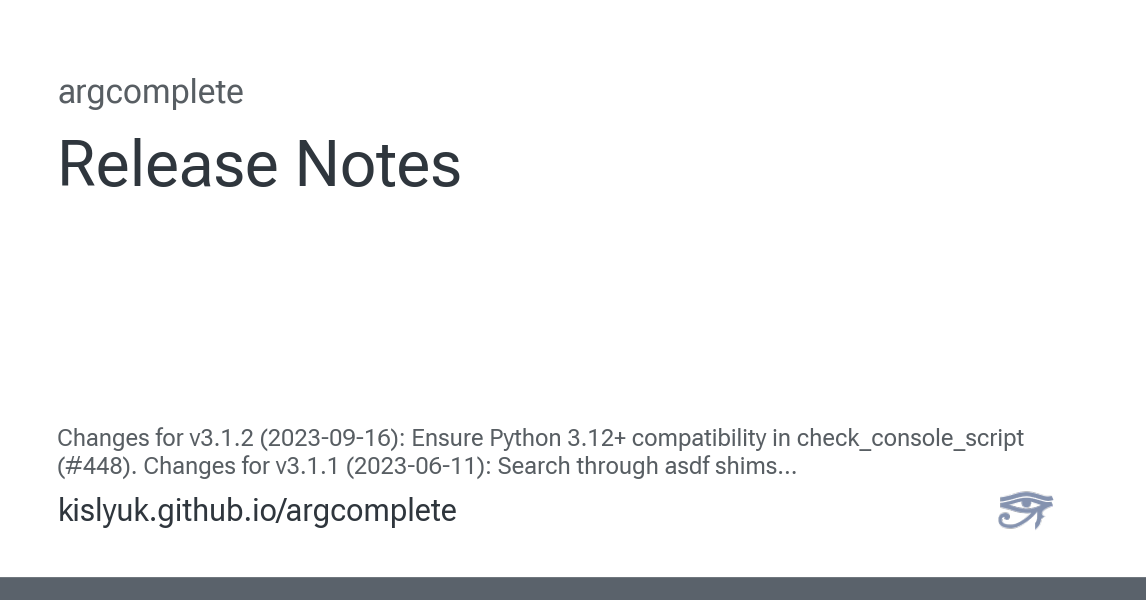 argcomplete
Release Notes
Changes for v3.1.2 (2023-09-16): Ensure Python 3.12+ compatibility in check_console_script
(#448). Changes for v3.1.1 (2023-06-11): Search through asdf shims...
kislyuk.github.io/argcomplete